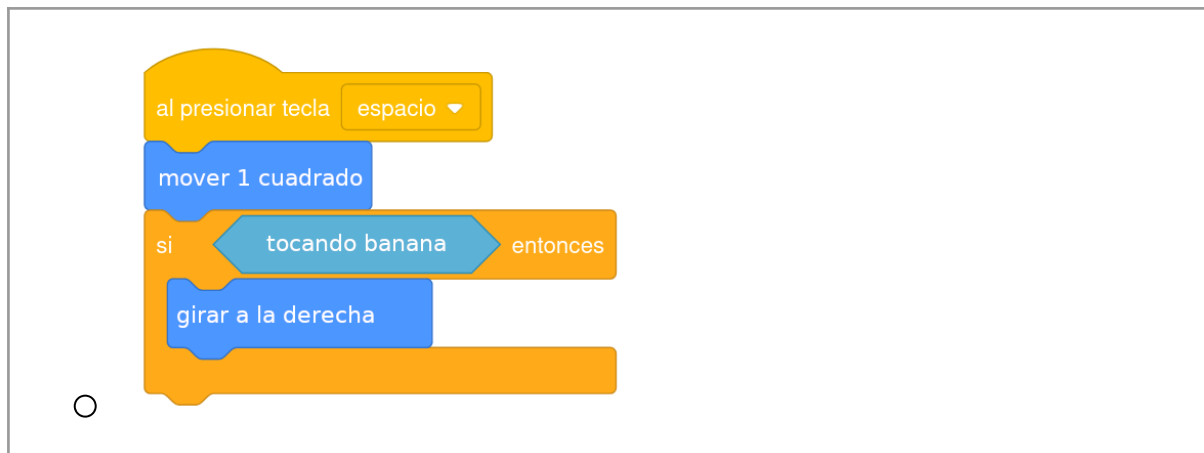 al presionar tecla espacio
mover 1 cuadrado
si tocando banana entonces
girar a la derecha